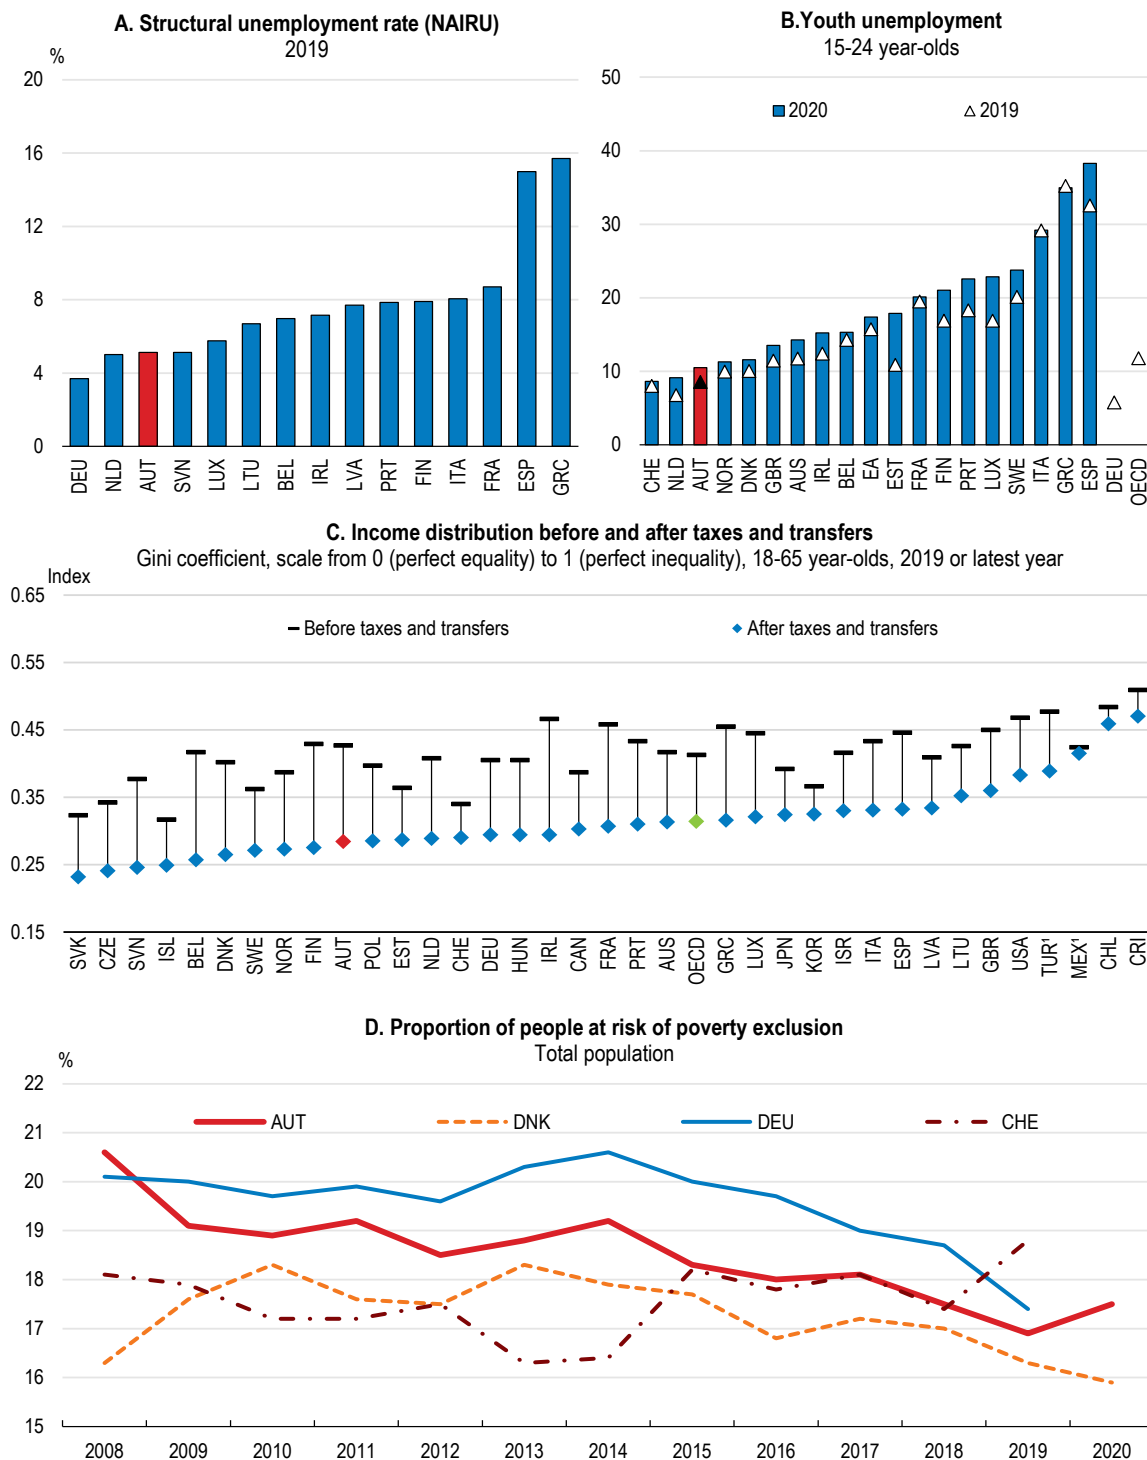 A. Structural unemployment rate (NAIRU)
2019
%
20
16
12
8
4
0
DEU NLD AUT SVN LUX LTU BEL IRL LVA PRT FIN ITA FRA ESP GRC
B.Youth unemployment
15-24 year-olds
50
40
30
20
10
0
2020 2019
CHE NLD AUT NOR DNK GBR AUS IRL BEL EA EST FRA FIN PRT LUX SWE ITA GRC ESP DEU OECD
C. Income distribution before and after taxes and transfers
Gini coefficient, scale from 0 (perfect equality) to 1 (perfect inequality), 18-65 year-olds, 2019 or latest year
Index
0.65
0.55
0.45
0.35
0.25
0.15
Before taxes and transfers After taxes and transfers
SVK CZE SVN ISL BEL DNK SWE NOR FIN AUT POL EST NLD CHE DEU HUN IRL CAN FRA PRT AUS OECD GRC LUX JPN KOR ISR ITA ESP LVA LTU GBR USA TUR¹ MEX¹ CHL CRI
D. Proportion of people at risk of poverty exclusion
Total population
%
22
21
20
19
18
17
16
15
AUT DNK DEU CHE
2008 2009 2010 2011 2012 2013 2014 2015 2016 2017 2018 2019 2020